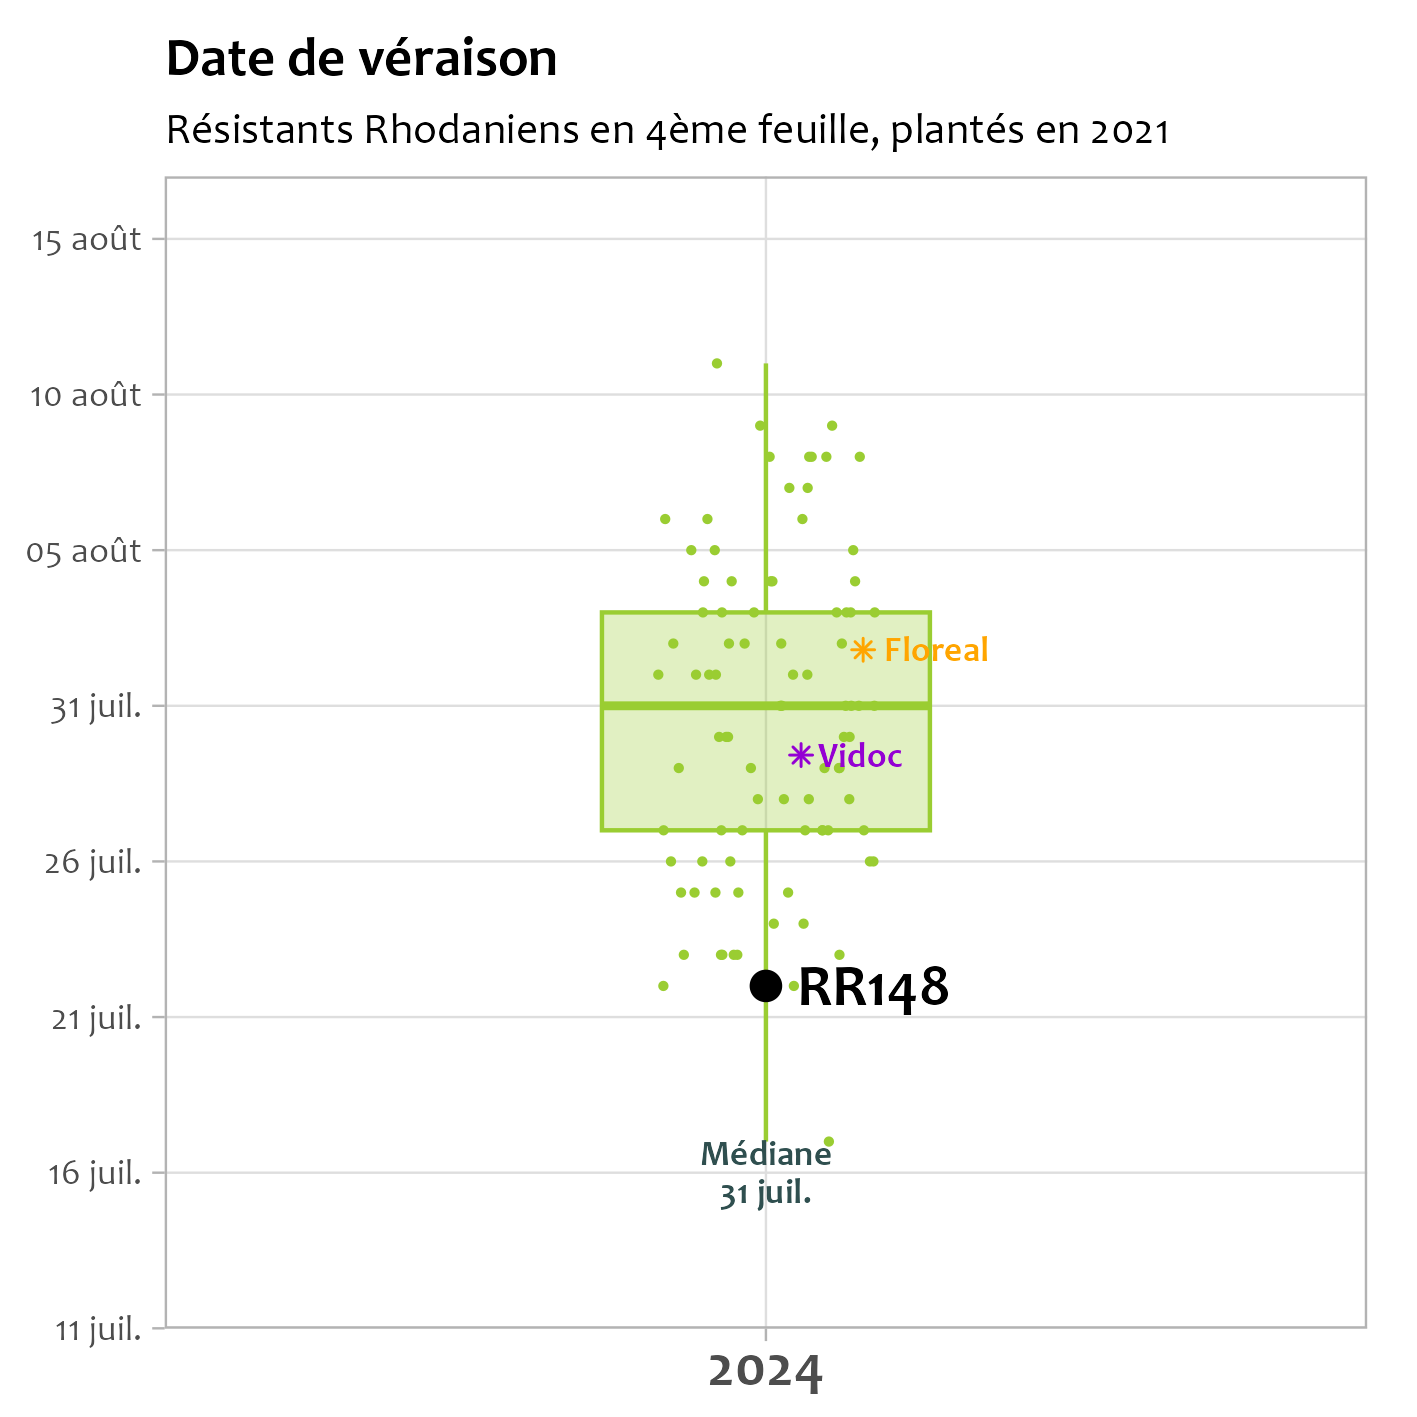 Date de véraison
Résistants Rhodaniens en 4ème feuille, plantés en 2021
15 août
10 août
05 août
31 juil.
26 juil.
21 juil.
16 juil.
11 juil.
Floreal
Vidoc
RR148
Médiane
31 juil.
2024